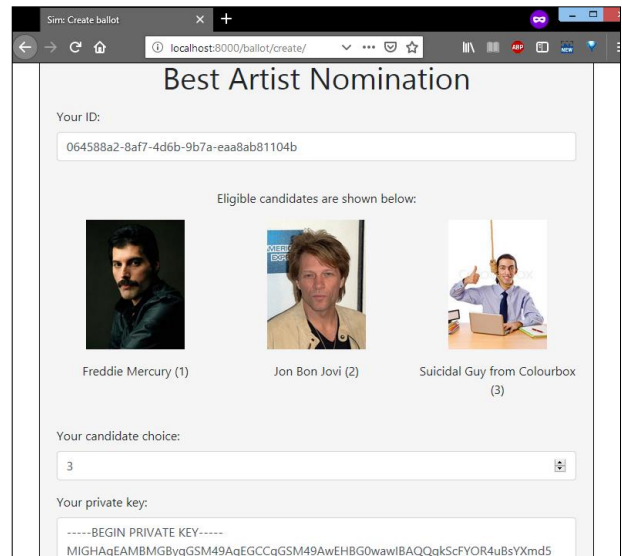 Sim: Create ballot
localhost:8000/ballot/create/
Best Artist Nomination
Your ID:
064588a2-8af7-4d6b-9b7a-eaa8ab81104b
Eligible candidates are shown below:
Freddie Mercury (1)
Jon Bon Jovi (2)
Suicidal Guy from Colourbox
(3)
Your candidate choice:
3
Your private key:
-----BEGIN PRIVATE KEY-----
MIGHAgEAMBMGByqGSM49AgEGCCqGSM49AwEHBG0wawIBAQQgkScFYOR4uBsYXmd5